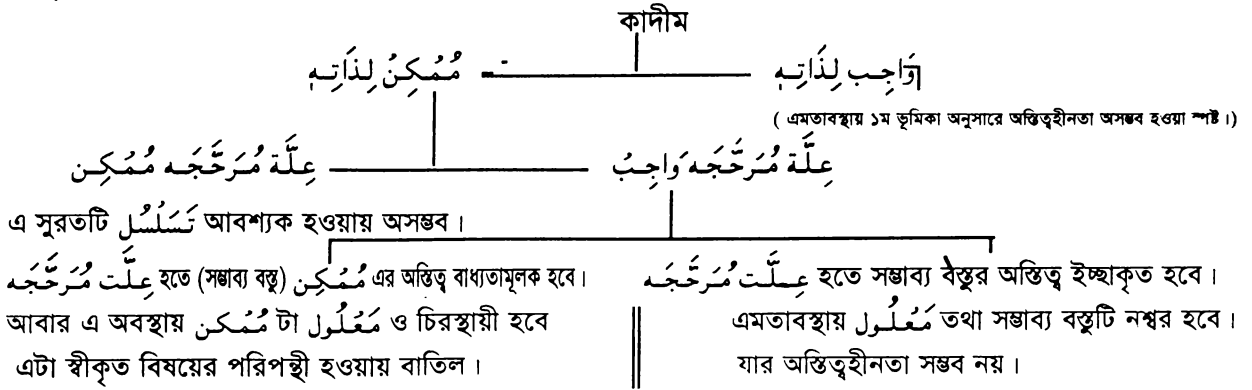 কাদীম
وَاجِب لِذَاتِهٖ مُمْكِنُ لِذَاتِهٖ
( এমতাবস্থায় ১ম ভূমিকা অনুসারে অস্তিত্বহীনতা অসম্ভব হওয়া স্পষ্ট।)
عِلَّة مُرَجَّجَه وَاجِبُ عِلَّة مُرَجَّجَه مُمْكِن
এ সুরতটি تَسَلْسُل আবশ্যক হওয়ায় অসম্ভব।
عِلَّت مُرَجَّجَه হতে (সম্ভাব্য বস্তু) مُمْكِن এর অস্তিত্ব বাধ্যতামূলক হবে।
আবার এ অবস্থায় مُمْكن টা مَعْلُول ও চিরস্থায়ী হবে
এটা স্বীকৃত বিষয়ের পরিপন্থী হওয়ায় বাতিল।
عِلَّت مُرَجَّجَه হতে সম্ভাব্য বস্তুর অস্তিত্ব ইচ্ছাকৃত হবে।
এমতাবস্থায় مَعْلُول তথা সম্ভাব্য বস্তুটি নশ্বর হবে।
যার অস্তিত্বহীনতা সম্ভব নয়।